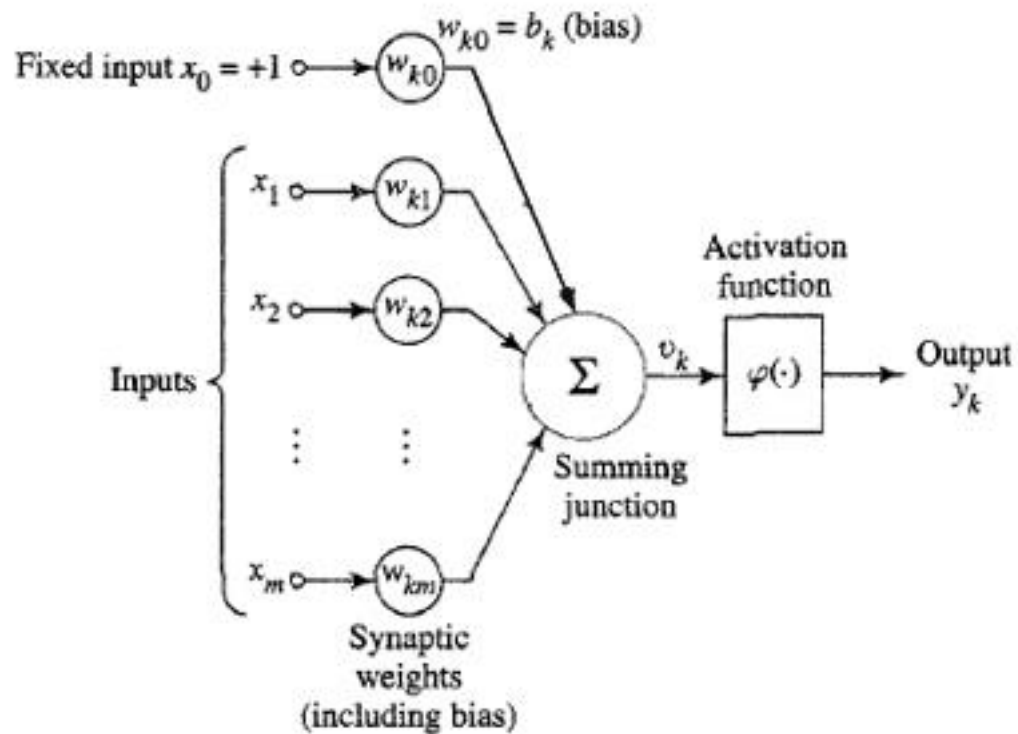 w_{k0} = b_k (bias)
Fixed input x_0 = +1
w_{k0}
x_1
w_{k1}
Activation
function
x_2
w_{k2}
Inputs
Σ
v_k
φ(·)
Output
y_k
Summing
junction
x_m
w_{km}
Synaptic
weights
(including bias)